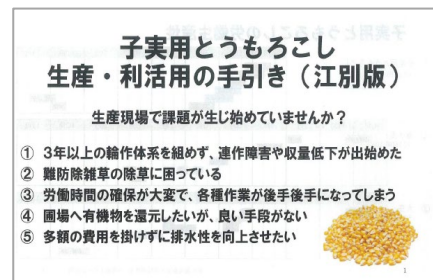 子実用とうもろこし
生産・利活用の手引き（江別版）
生産現場で課題が生じ始めていませんか？
① 3年以上の輪作体系を組めず、連作障害や収量低下が出始めた
② 難防除雑草の除草に困っている
③ 労働時間の確保が大変で、各種作業が後手後手になってしまう
④ 圃場へ有機物を還元したいが、良い手段がない
⑤ 多額の費用を掛けずに排水性を向上させたい
1